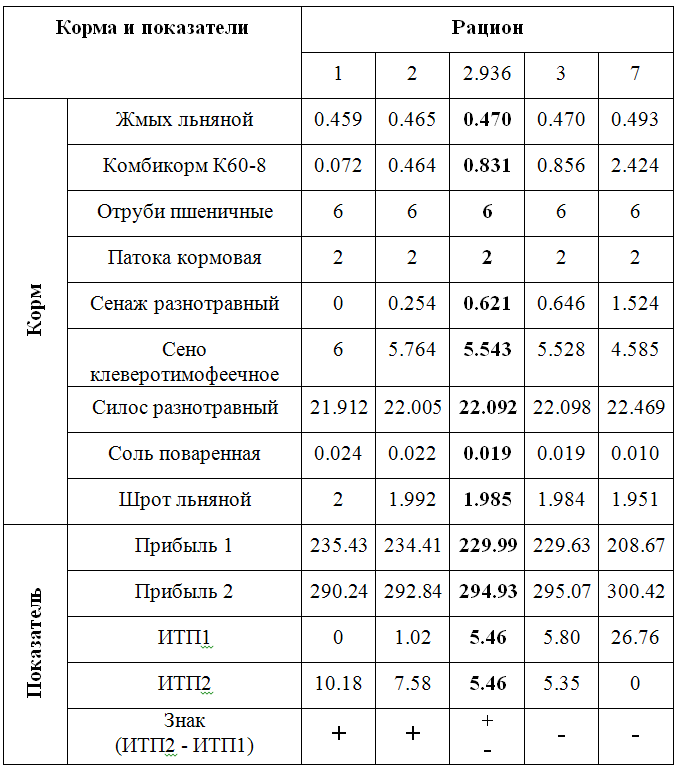 Корма и показатели Рацион
1 2 2.936 3 7
Корм
Жмых льняной 0.459 0.465 0.470 0.470 0.493
Комбикорм К60-8 0.072 0.464 0.831 0.856 2.424
Отруби пшеничные 6 6 6 6 6
Патока кормовая 2 2 2 2 2
Сенаж разнотравный 0 0.254 0.621 0.646 1.524
Сено 6 5.764 5.543 5.528 4.585
клеверотимофеечное
Силос разнотравный 21.912 22.005 22.092 22.098 22.469
Соль поваренная 0.024 0.022 0.019 0.019 0.010
Шрот льняной 2 1.992 1.985 1.984 1.951
Показатель
Прибыль 1 235.43 234.41 229.99 229.63 208.67
Прибыль 2 290.24 292.84 294.93 295.07 300.42
ИТП1 0 1.02 5.46 5.80 26.76
ИТП2 10.18 7.58 5.46 5.35 0
Знак + + + - -
(ИТП2 - ИТП1) -